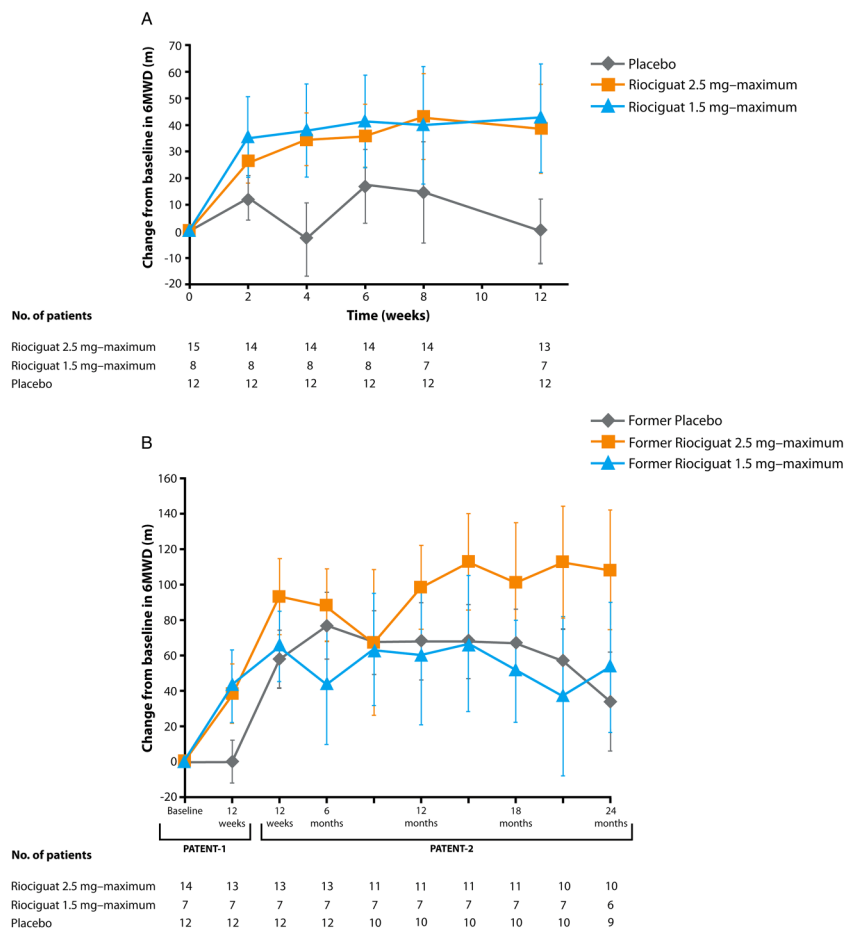 A
Change from baseline in 6MWD (m)
70
60
50
40
30
20
10
0
-10
-20
0 2 4 6 8 10 12
Time (weeks)
Placebo
Riociguat 2.5 mg–maximum
Riociguat 1.5 mg–maximum
No. of patients
Riociguat 2.5 mg–maximum 15 14 14 14 14 13
Riociguat 1.5 mg–maximum 8 8 8 8 7 7
Placebo 12 12 12 12 12 12
B
Former Placebo
Former Riociguat 2.5 mg–maximum
Former Riociguat 1.5 mg–maximum
Change from baseline in 6MWD (m)
160
140
120
100
80
60
40
20
0
-20
Baseline 12 weeks 12 weeks 6 months 12 months 18 months 24 months
PATENT-1 PATENT-2
No. of patients
Riociguat 2.5 mg–maximum 14 13 13 13 11 11 11 11 10 10
Riociguat 1.5 mg–maximum 7 7 7 7 7 7 7 7 7 6
Placebo 12 12 12 12 10 10 10 10 10 9